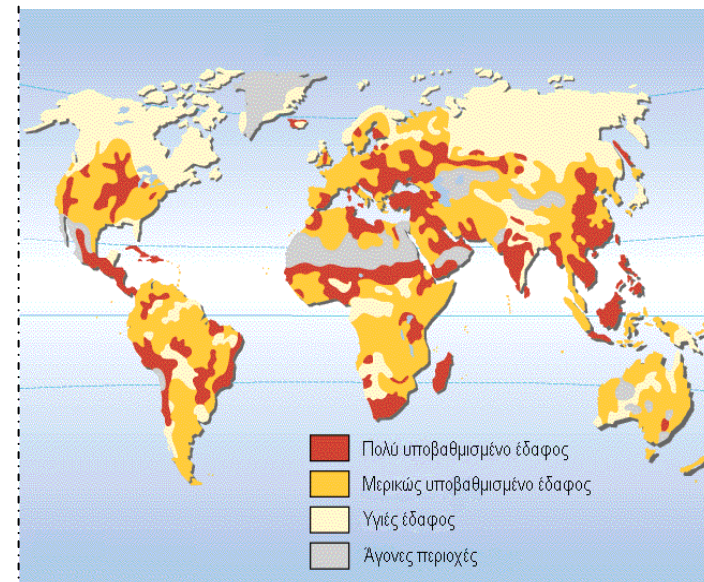 Πολύ υποβαθμισμένο έδαφος
Μερικώς υποβαθμισμένο έδαφος
Υγιές έδαφος
Άγονες περιοχές